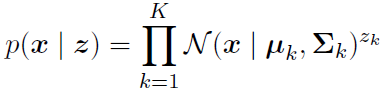 p(𝒙 | 𝒛) = ∏_{k=1}^{K} 𝒩(𝒙 | 𝝁_k, 𝚺_k)^{z_k}